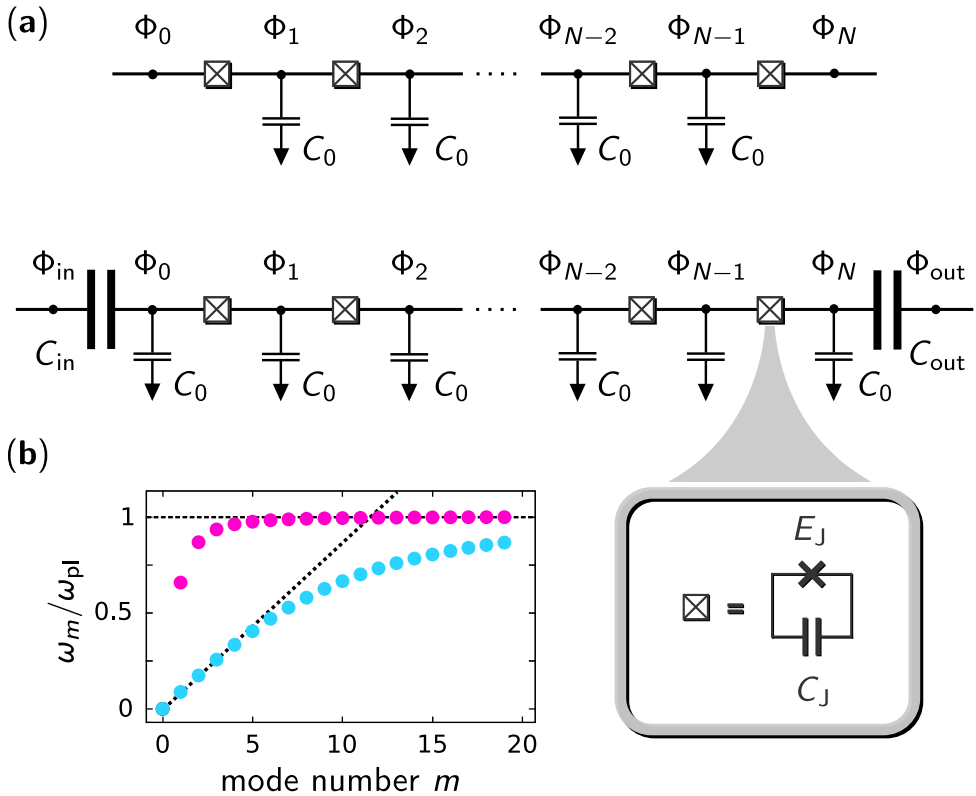 (a)
Φ0 Φ1 Φ2 ΦN−2 ΦN−1 ΦN
C0 C0 C0 C0
Φin Φ0 Φ1 Φ2 ΦN−2 ΦN−1 ΦN Φout
Cin C0 C0 C0 C0 C0 C0 Cout
(b)
ωm/ωpl
1
0.5
0
0 5 10 15 20
mode number m
EJ
=
CJ